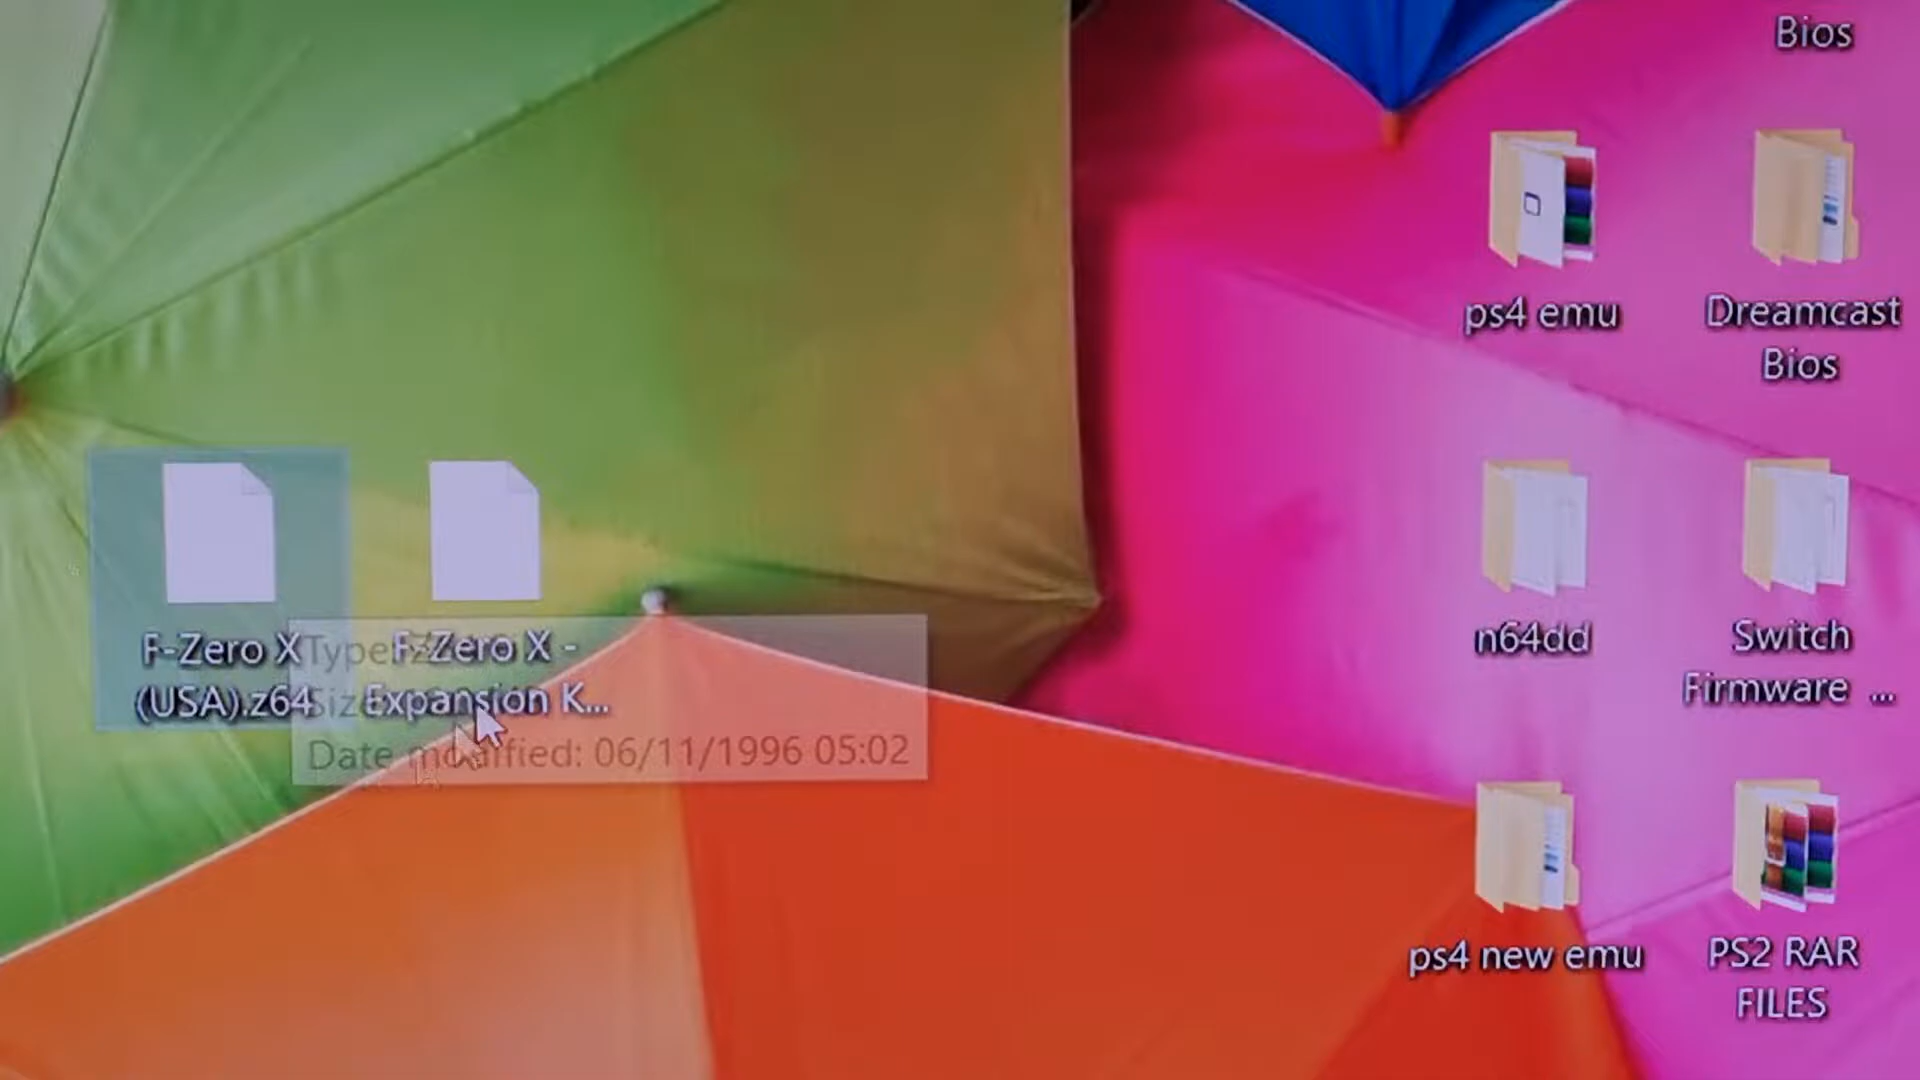 Bios
ps4 emu
Dreamcast
Bios
F-Zero X
(USA).z64
Type
F-Zero X -
Expansion K...
Date modified: 06/11/1996 05:02
n64dd
Switch
Firmware ...
ps4 new emu
PS2 RAR
FILES